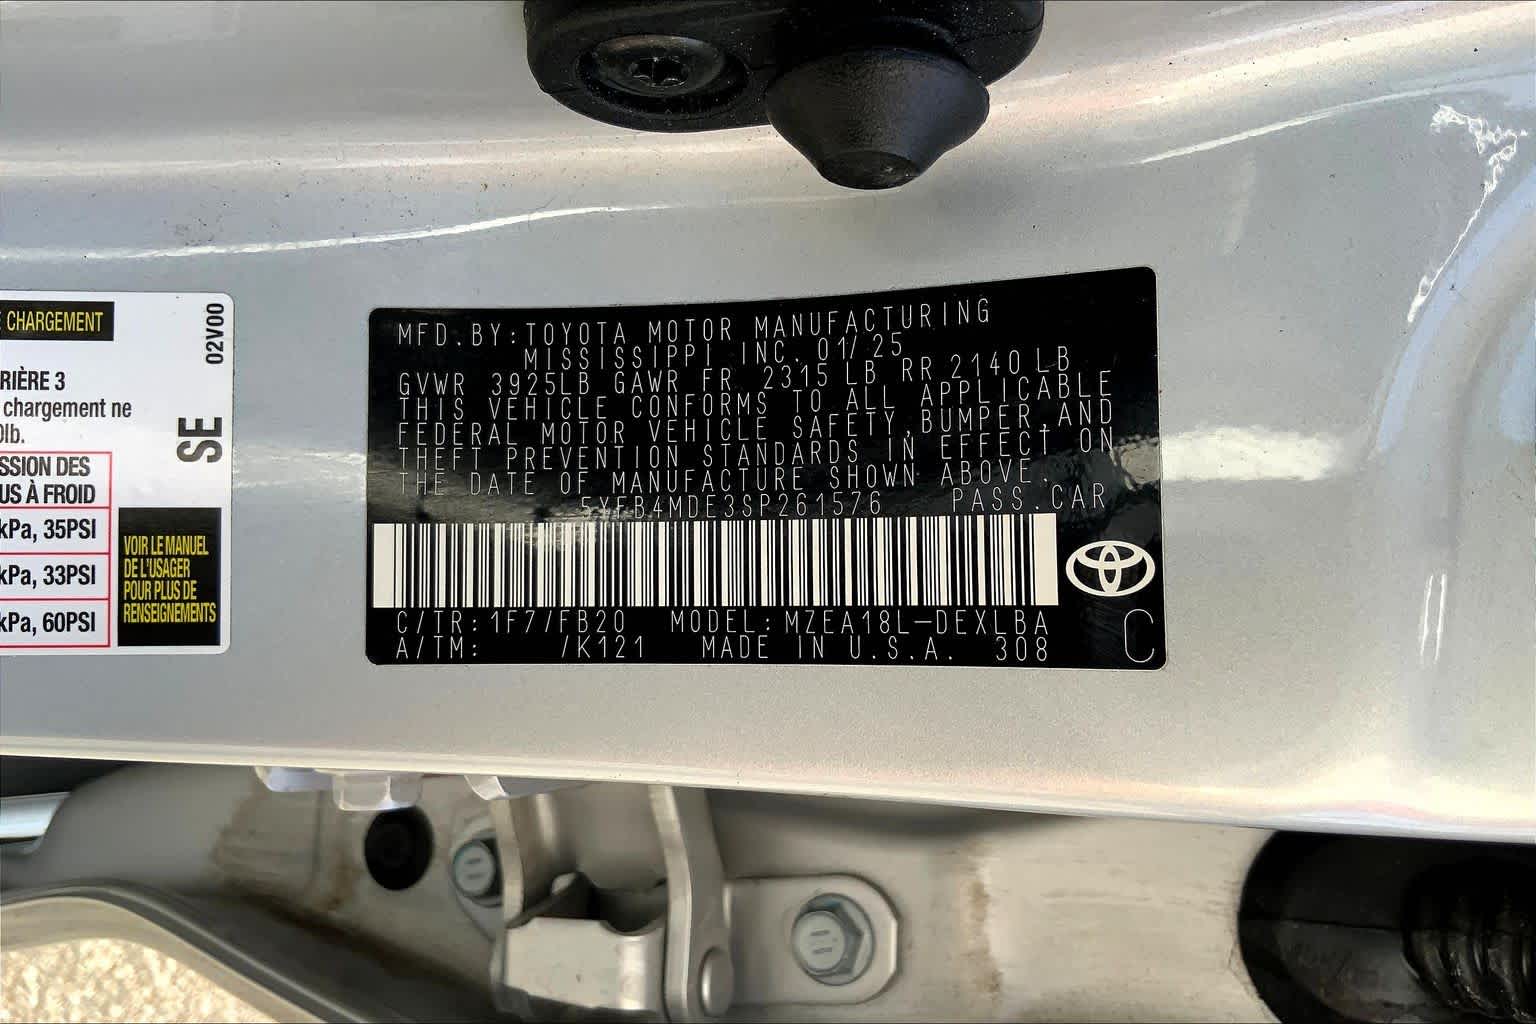 CHARGEMENT
02V00
RIÈRE 3
chargement ne
lb.
SE
SSION DES
US À FROID
kPa, 35PSI
kPa, 33PSI
kPa, 60PSI
VOIR LE MANUEL
DE L'USAGER
POUR PLUS DE
RENSEIGNEMENTS
MFD.BY:TOYOTA MOTOR MANUFACTURING
MISSISSIPPI INC. 01/25
GVWR 3925LB GAWR FR 2315 LB RR 2140 LB
THIS VEHICLE CONFORMS TO ALL APPLICABLE
FEDERAL MOTOR VEHICLE SAFETY,BUMPER,AND
THEFT PREVENTION STANDARDS IN EFFECT ON
THE DATE OF MANUFACTURE SHOWN ABOVE.
5YFB4MDE3SP261576 PASS.CAR
C/TR:1F7/FB20 MODEL:MZEA18L-DEXLBA
A/TM: /K121 MADE IN U.S.A. 308
C